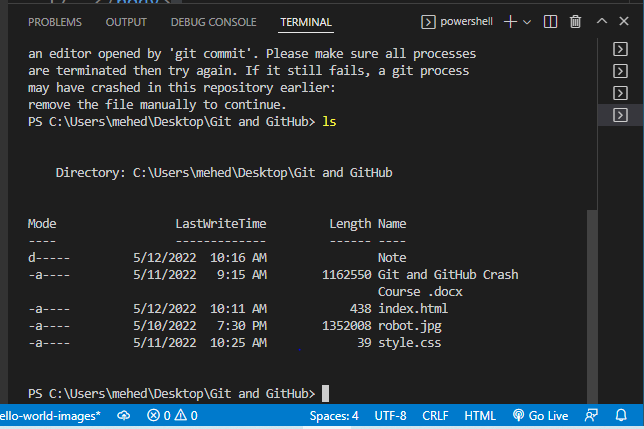 PROBLEMS OUTPUT DEBUG CONSOLE TERMINAL powershell
an editor opened by 'git commit'. Please make sure all processes
are terminated then try again. If it still fails, a git process
may have crashed in this repository earlier:
remove the file manually to continue.
PS C:\Users\mehed\Desktop\Git and GitHub> ls
Directory: C:\Users\mehed\Desktop\Git and GitHub
Mode LastWriteTime Length Name
---- ------------- ------ ----
d----- 5/12/2022 10:16 AM Note
-a---- 5/11/2022 9:15 AM 1162550 Git and GitHub Crash
Course .docx
-a---- 5/12/2022 10:11 AM 438 index.html
-a---- 5/10/2022 7:30 PM 1352008 robot.jpg
-a---- 5/11/2022 10:25 AM 39 style.css
PS C:\Users\mehed\Desktop\Git and GitHub>
ello-world-images* 0 0 Spaces: 4 UTF-8 CRLF HTML Go Live